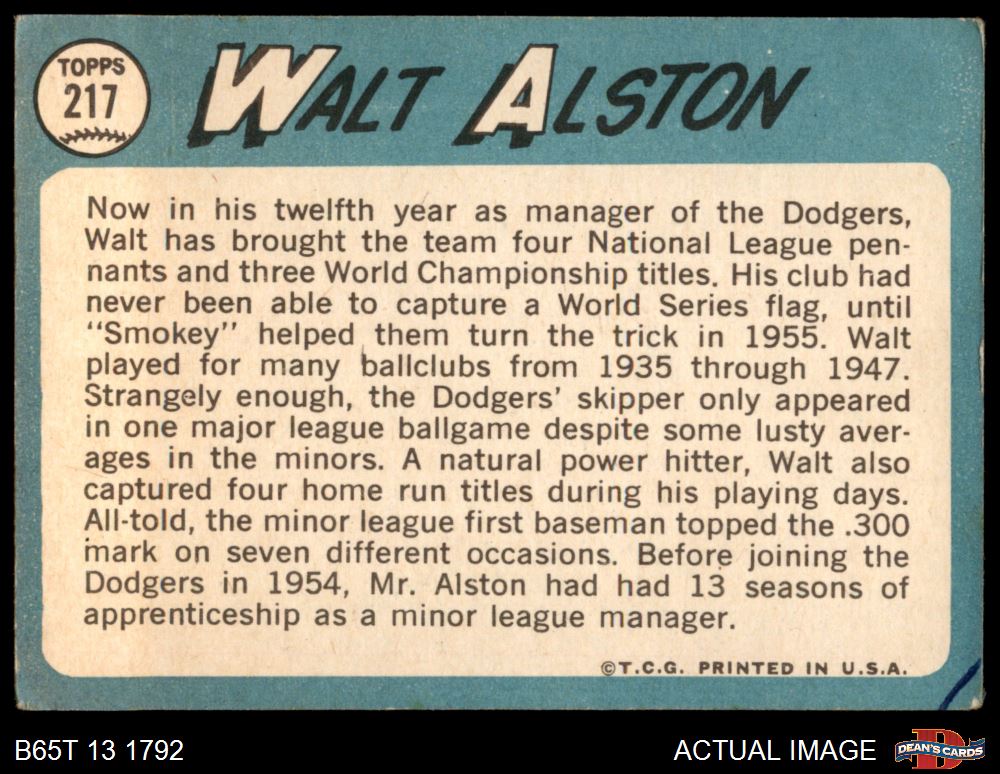 TOPPS
217
WALT ALSTON
Now in his twelfth year as manager of the Dodgers,
Walt has brought the team four National League pen-
nants and three World Championship titles. His club had
never been able to capture a World Series flag, until
"Smokey" helped them turn the trick in 1955. Walt
played for many ballclubs from 1935 through 1947.
Strangely enough, the Dodgers' skipper only appeared
in one major league ballgame despite some lusty aver-
ages in the minors. A natural power hitter, Walt also
captured four home run titles during his playing days.
All-told, the minor league first baseman topped the .300
mark on seven different occasions. Before joining the
Dodgers in 1954, Mr. Alston had had 13 seasons of
apprenticeship as a minor league manager.
©T.C.G. PRINTED IN U.S.A.
B65T 13 1792
ACTUAL IMAGE
D
DEAN'S CARDS